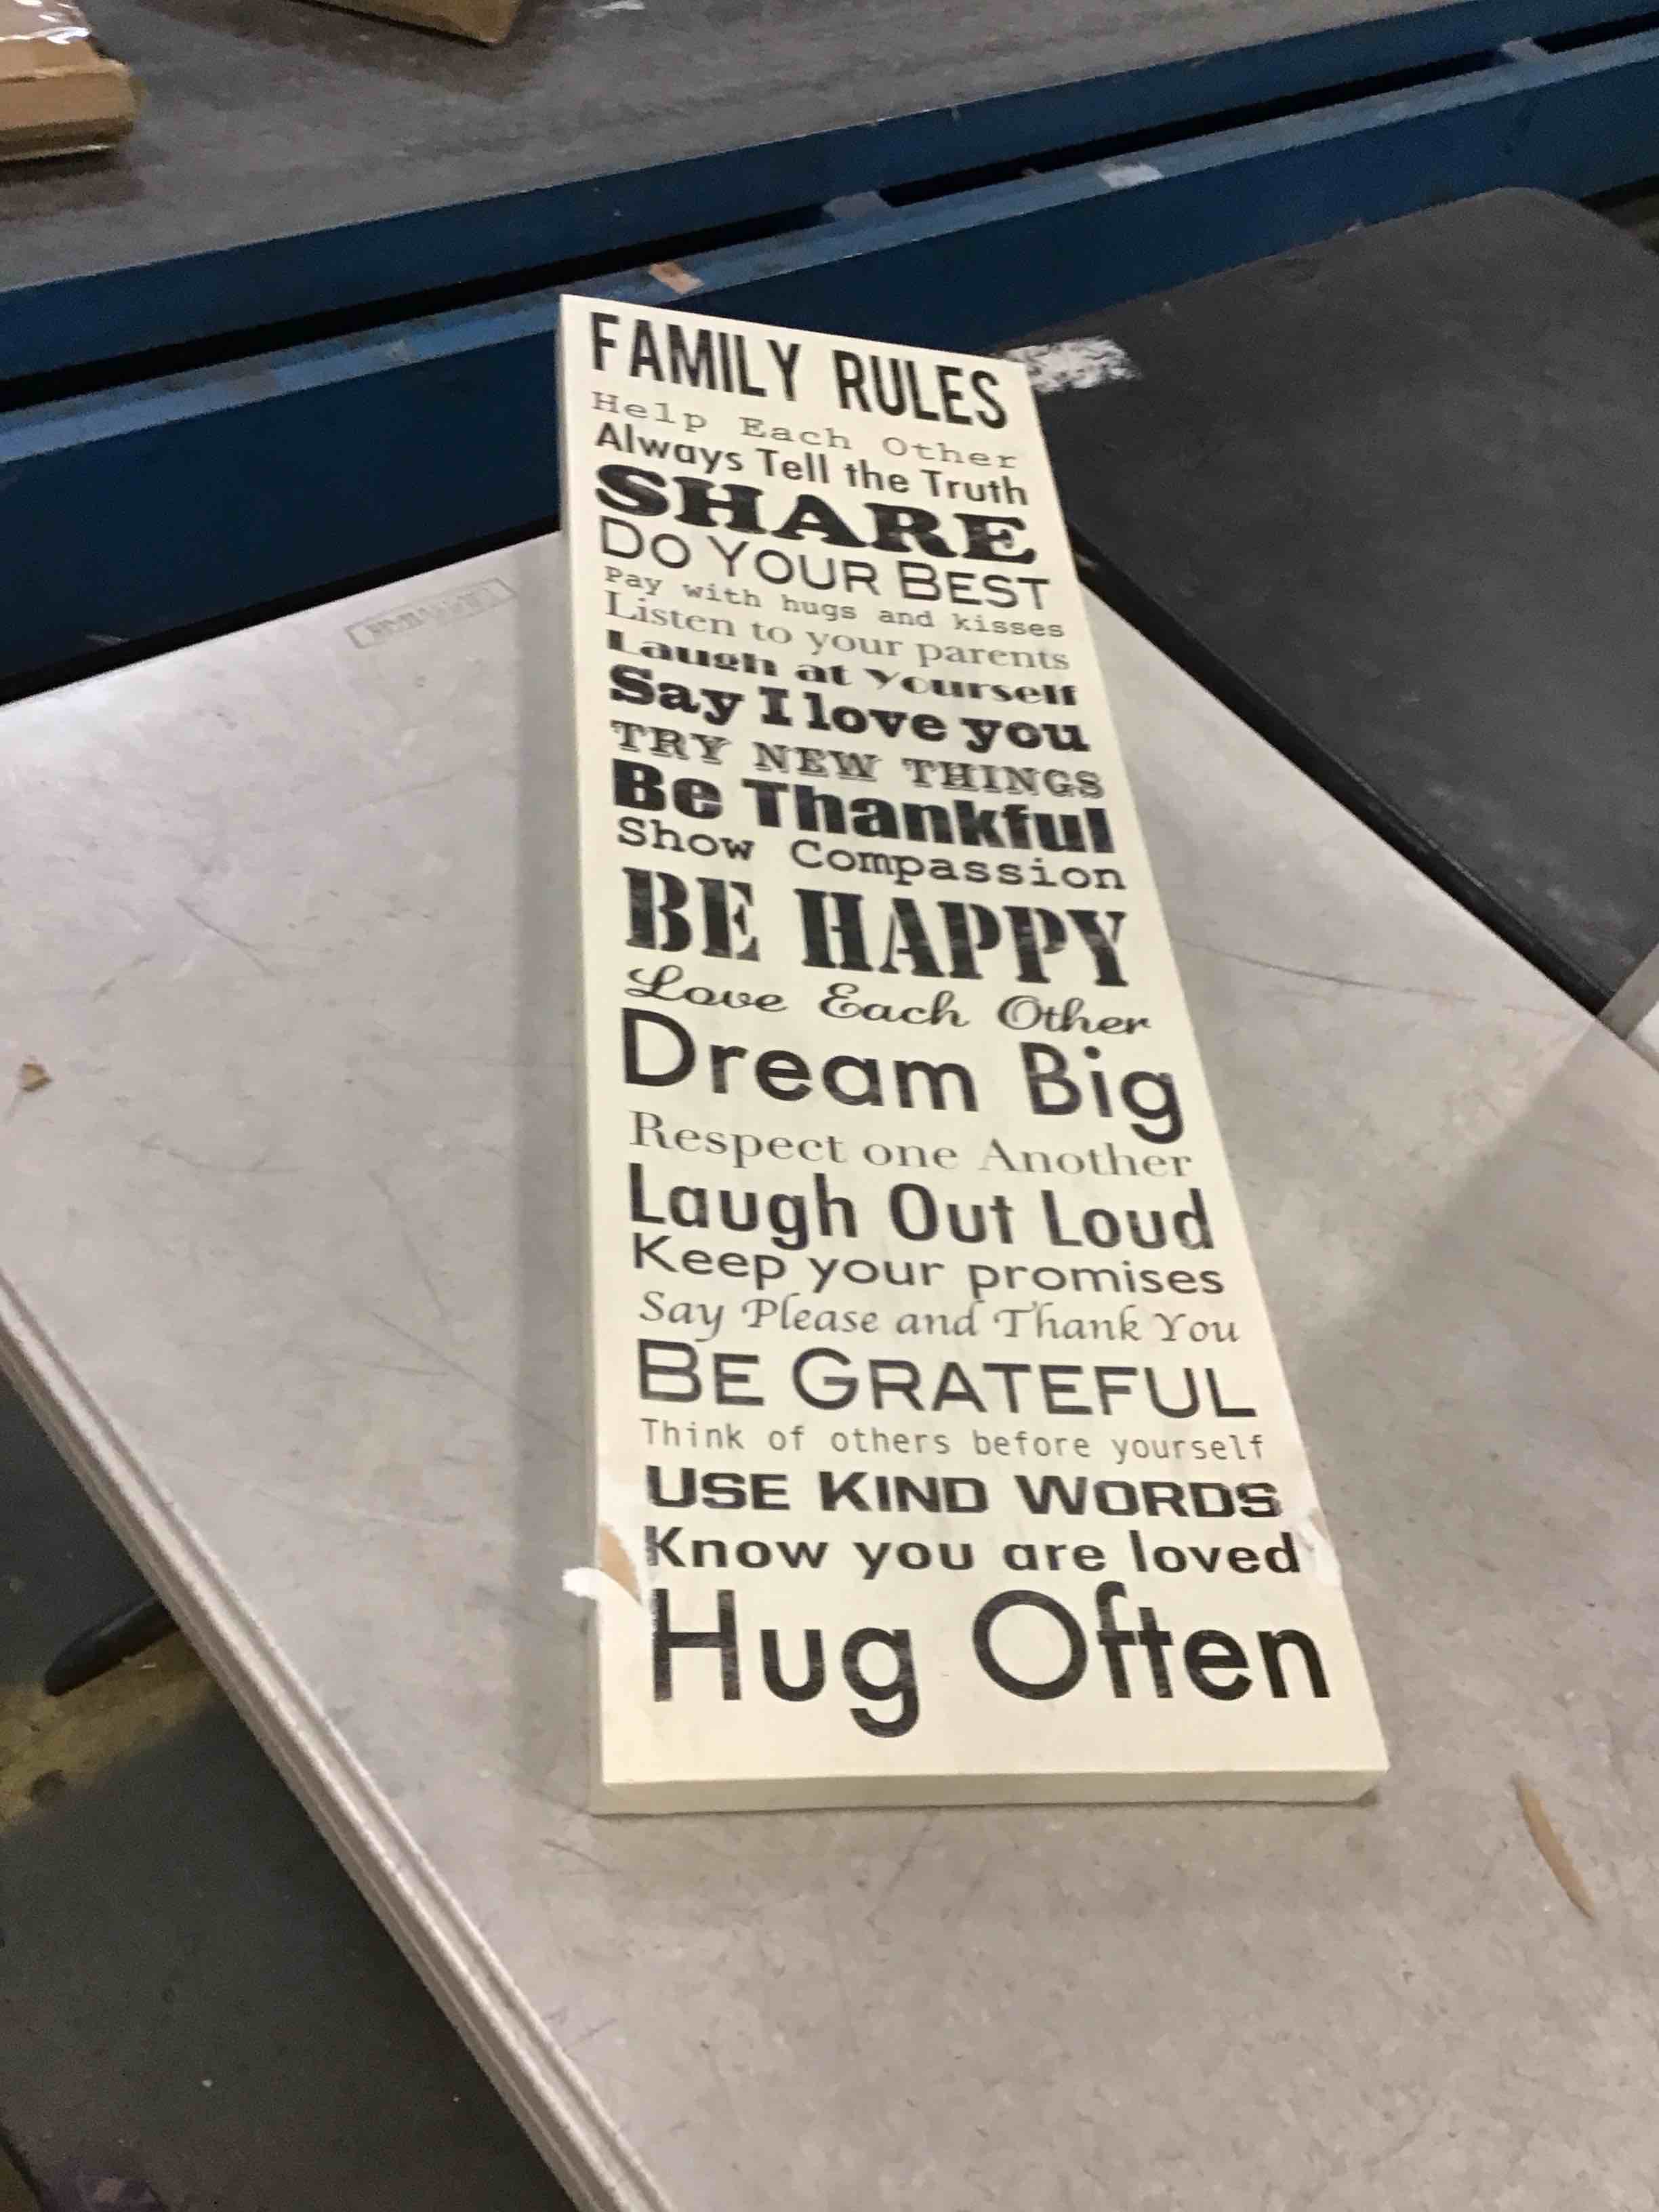 FAMILY RULES
Help Each Other
Always Tell the Truth
SHARE
DO YOUR BEST
Pay with hugs and kisses
Listen to your parents
Laugh at Yourself
Say I love you
TRY NEW THINGS
Be Thankful
Show Compassion
BE HAPPY
Love Each Other
Dream Big
Respect one Another
Laugh Out Loud
Keep your promises
Say Please and Thank You
BE GRATEFUL
Think of others before yourself
USE KIND WORDS
Know you are loved
Hug Often